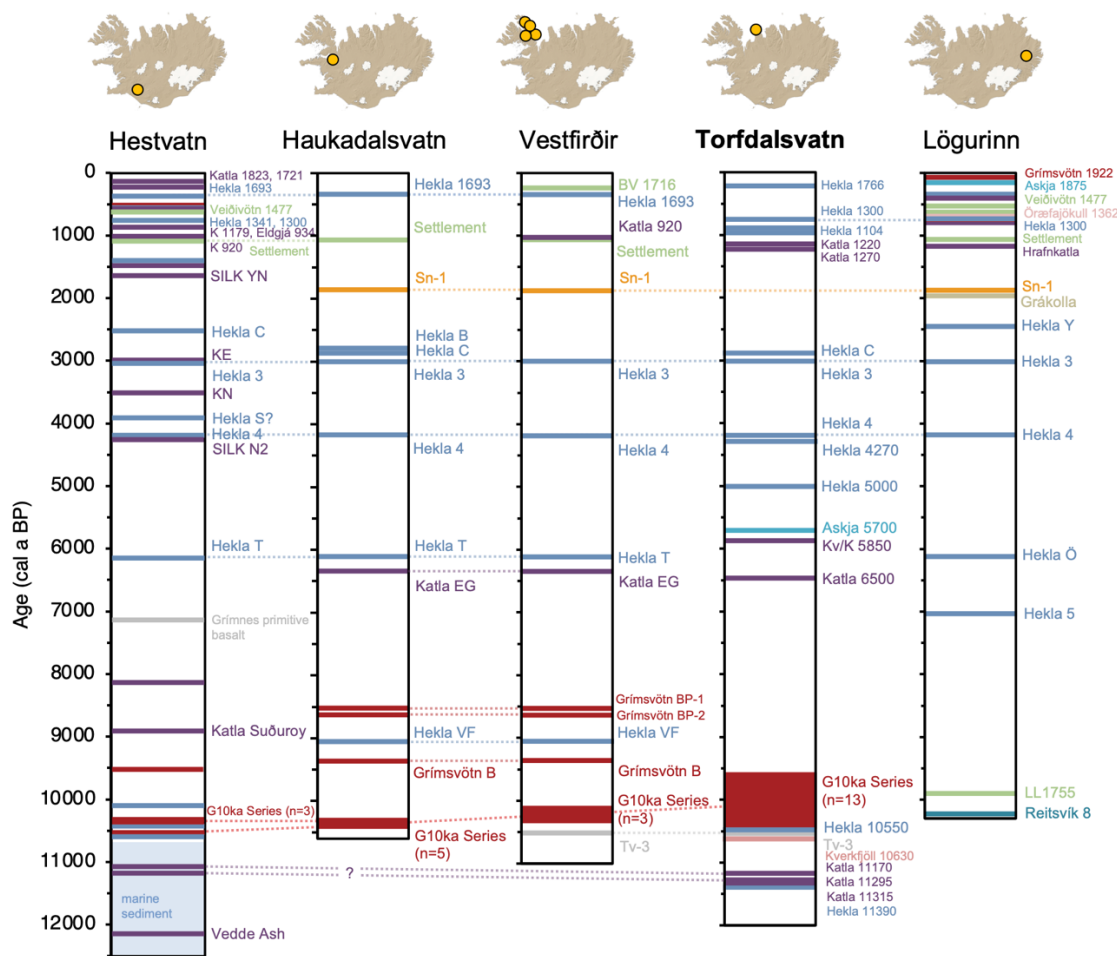 Hestvatn
Haukadalsvatn
Vestfirðir
Torfdalsvatn
Lögurinn
Age (cal a BP)
0
1000
2000
3000
4000
5000
6000
7000
8000
9000
10000
11000
12000
Katla 1823, 1721
Hekla 1693
Veiðivötn 1477
Hekla 1341, 1300
K 1179, Eldgjá 934
K 920
Settlement
SILK YN
Hekla C
KE
Hekla 3
KN
Hekla S?
Hekla 4
SILK N2
Hekla T
Grímnes primitive
basalt
Katla Suðuroy
G10ka Series (n=3)
marine
sediment
Vedde Ash
Hekla 1693
Settlement
Sn-1
Hekla B
Hekla C
Hekla 3
Hekla 4
Hekla T
Katla EG
Grímsvötn BP-1
Grímsvötn BP-2
Hekla VF
Grímsvötn B
G10ka Series
(n=5)
?
BV 1716
Hekla 1693
Katla 920
Settlement
Sn-1
Hekla 3
Hekla 4
Hekla T
Katla EG
Hekla VF
Grímsvötn B
G10ka Series
(n=3)
Tv-3
Hekla 1766
Hekla 1300
Hekla 1104
Katla 1220
Katla 1270
Hekla C
Hekla 3
Hekla 4
Hekla 4270
Hekla 5000
Askja 5700
Kv/K 5850
Katla 6500
G10ka Series
(n=13)
Hekla 10550
Tv-3
Kverkfjöll 10630
Katla 11170
Katla 11295
Katla 11315
Hekla 11390
Grímsvötn 1922
Askja 1875
Veiðivötn 1477
Öræfajökull 1362
Hekla 1300
Settlement
Hrafnkatla
Sn-1
Grákolla
Hekla Y
Hekla 3
Hekla 4
Hekla Ö
Hekla 5
LL1755
Reitsvík 8